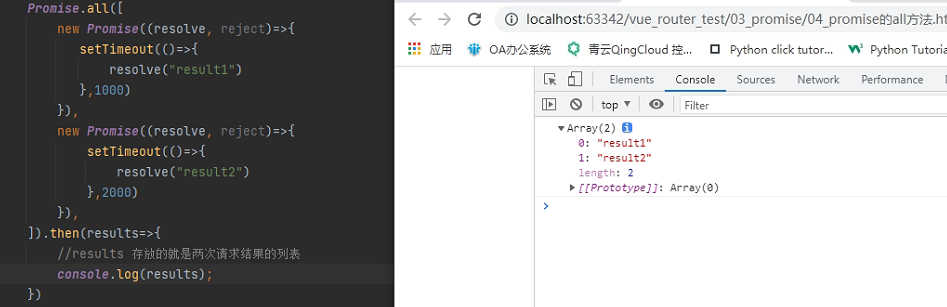 Promise.all([
new Promise((resolve, reject)=>{
setTimeout(()=>{
resolve("result1")
},1000)
}),
new Promise((resolve, reject)=>{
setTimeout(()=>{
resolve("result2")
},2000)
}),
]).then(results=>{
//results 存放的就是两次请求结果的列表
console.log(results);
})
localhost:63342/vue_router_test/03_promise/04_promise的all方法.ht
应用 OA办公系统 青云QingCloud 控... Python click tutor... Python Tutoria
Elements Console Sources Network Performance
top Filter
Array(2)
0: "result1"
1: "result2"
length: 2
[[Prototype]]: Array(0)